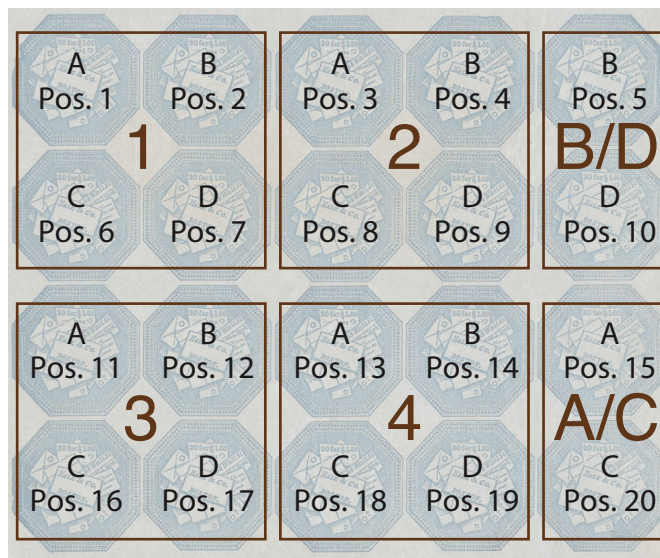 A
Pos. 1
B
Pos. 2
C
Pos. 6
D
Pos. 7
1
A
Pos. 3
B
Pos. 4
C
Pos. 8
D
Pos. 9
2
B
Pos. 5
B/D
D
Pos. 10
A
Pos. 11
B
Pos. 12
C
Pos. 16
D
Pos. 17
3
A
Pos. 13
B
Pos. 14
C
Pos. 18
D
Pos. 19
4
A
Pos. 15
A/C
C
Pos. 20